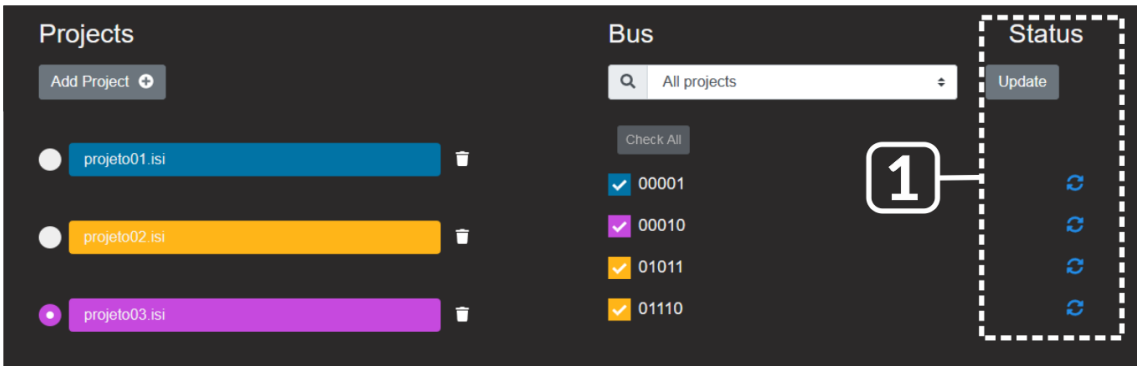 Projects
Add Project
projeto01.isi
projeto02.isi
projeto03.isi
Bus
All projects
Check All
00001
00010
01011
01110
1
Status
Update